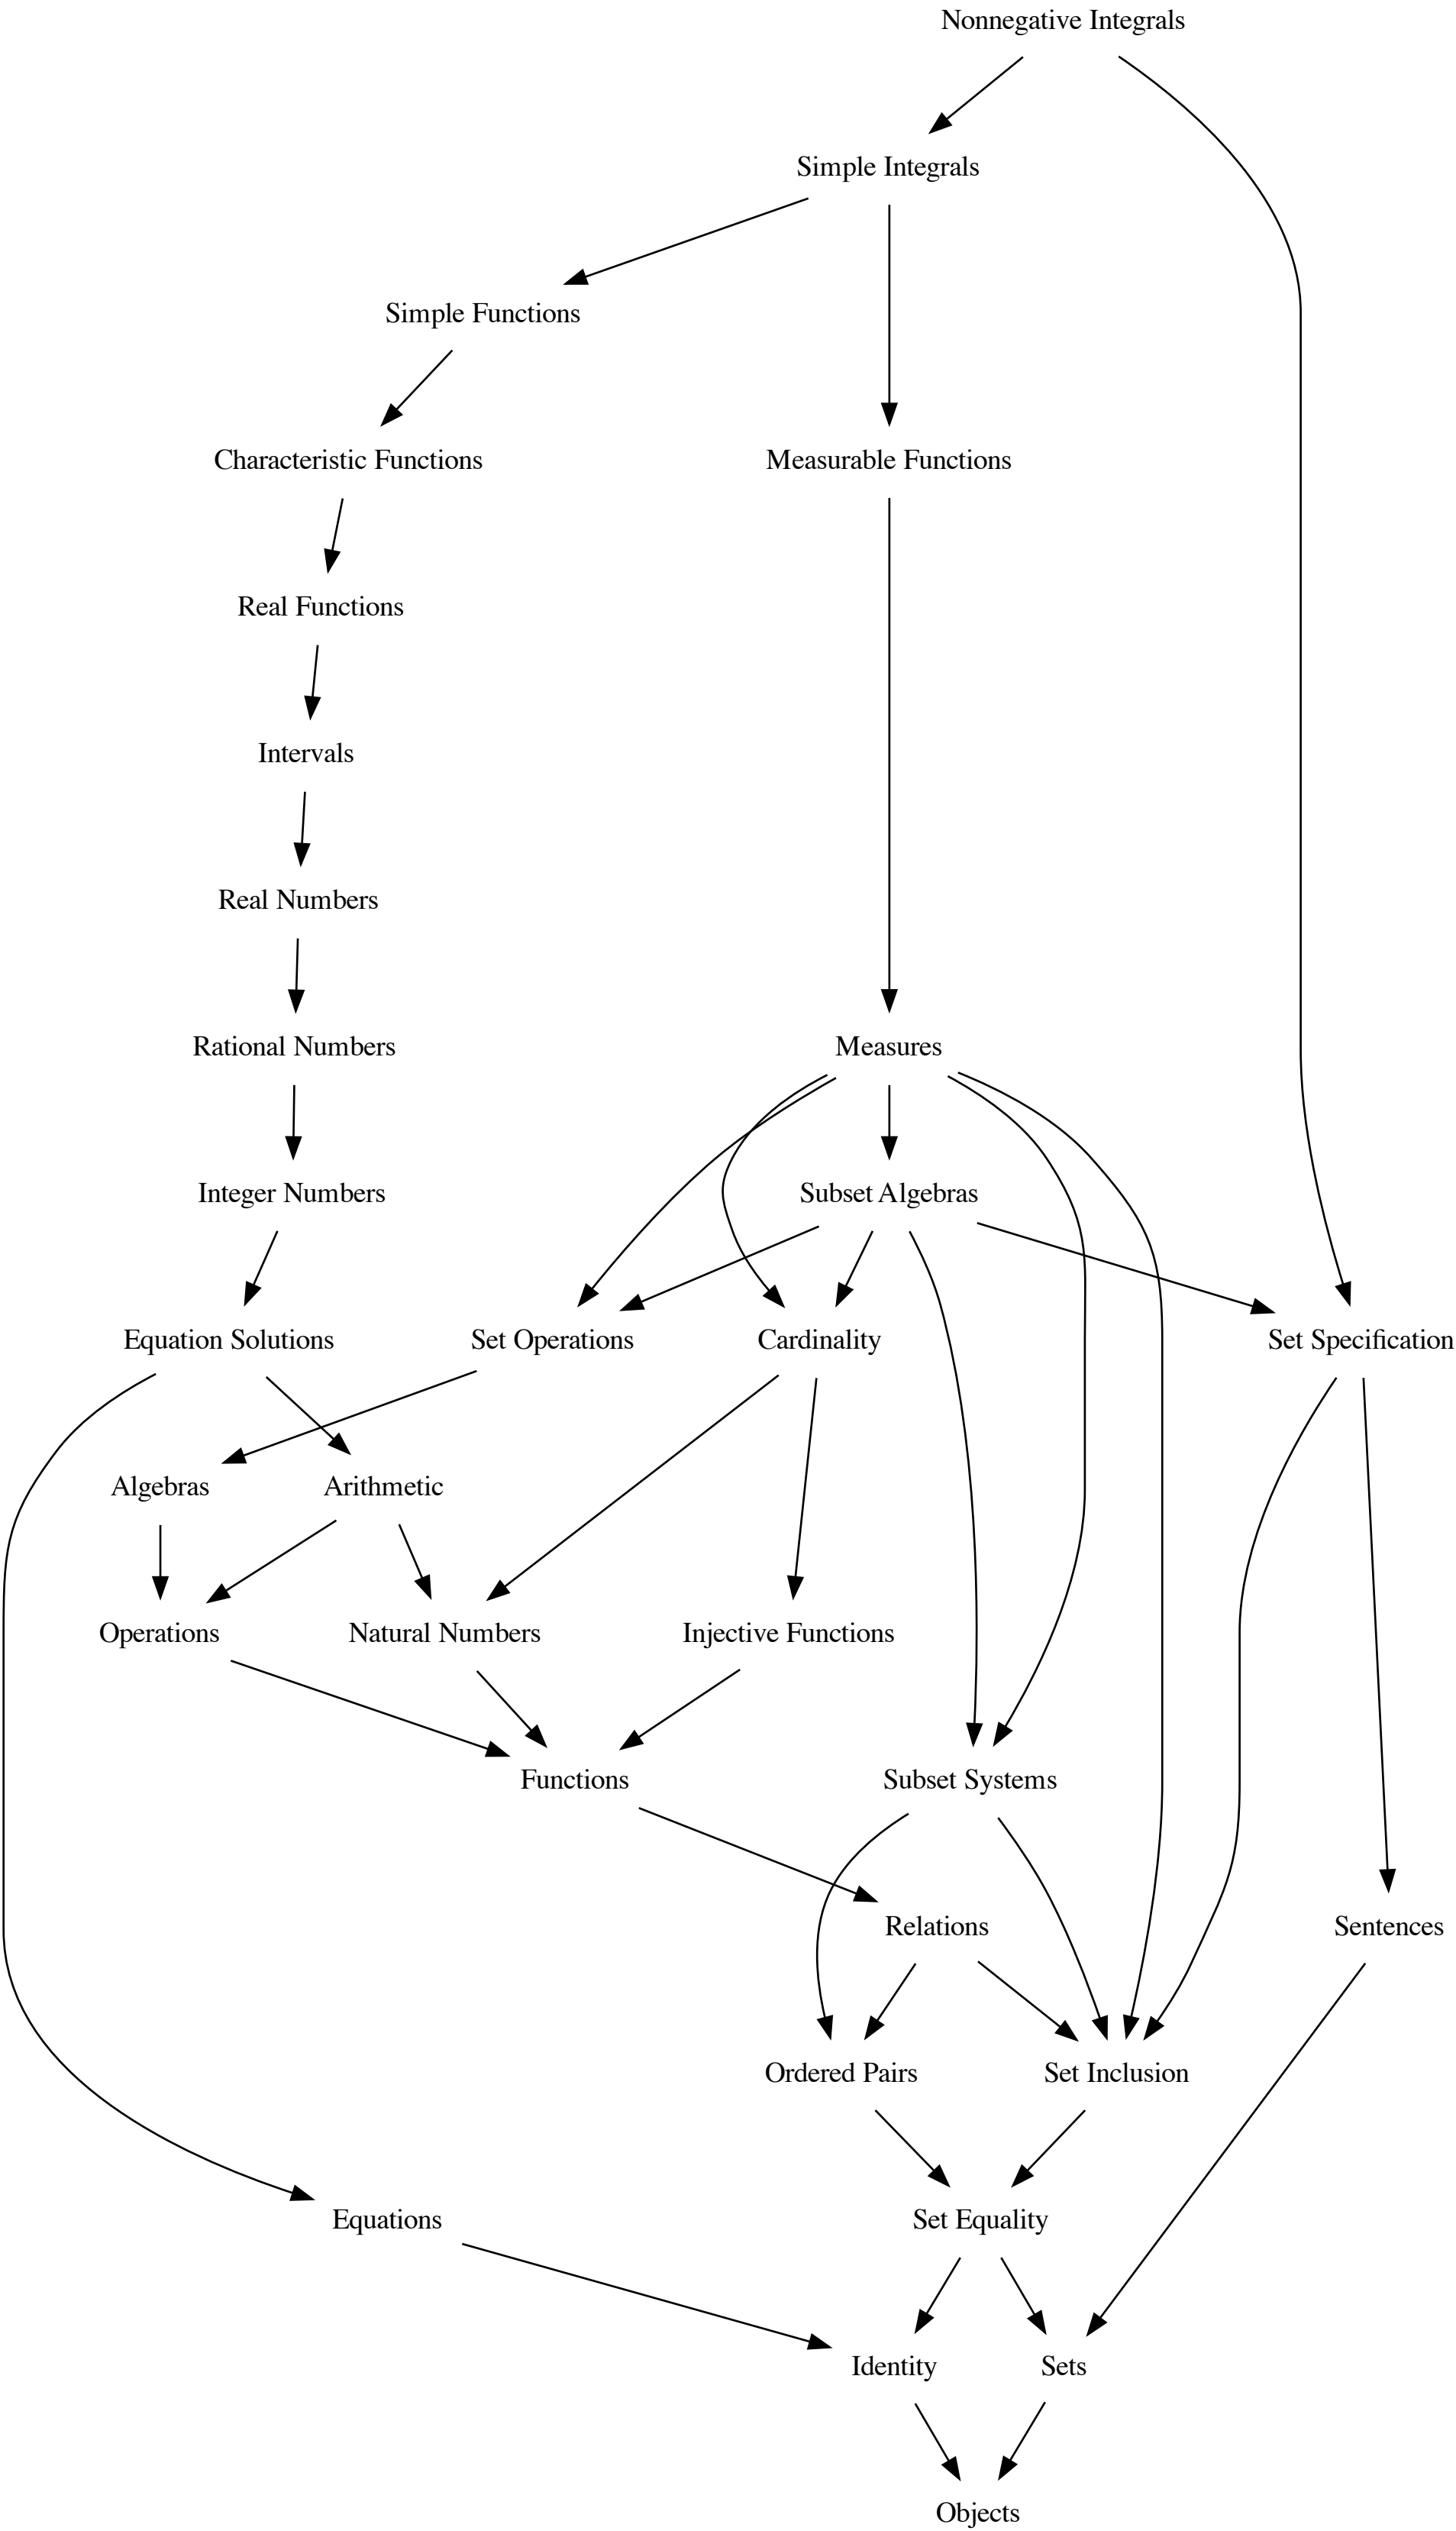 Nonnegative Integrals
Simple Integrals
Simple Functions
Characteristic Functions
Measurable Functions
Real Functions
Intervals
Real Numbers
Rational Numbers
Measures
Integer Numbers
Subset Algebras
Equation Solutions
Set Operations
Cardinality
Set Specification
Algebras
Arithmetic
Operations
Natural Numbers
Injective Functions
Functions
Subset Systems
Relations
Sentences
Ordered Pairs
Set Inclusion
Equations
Set Equality
Identity
Sets
Objects